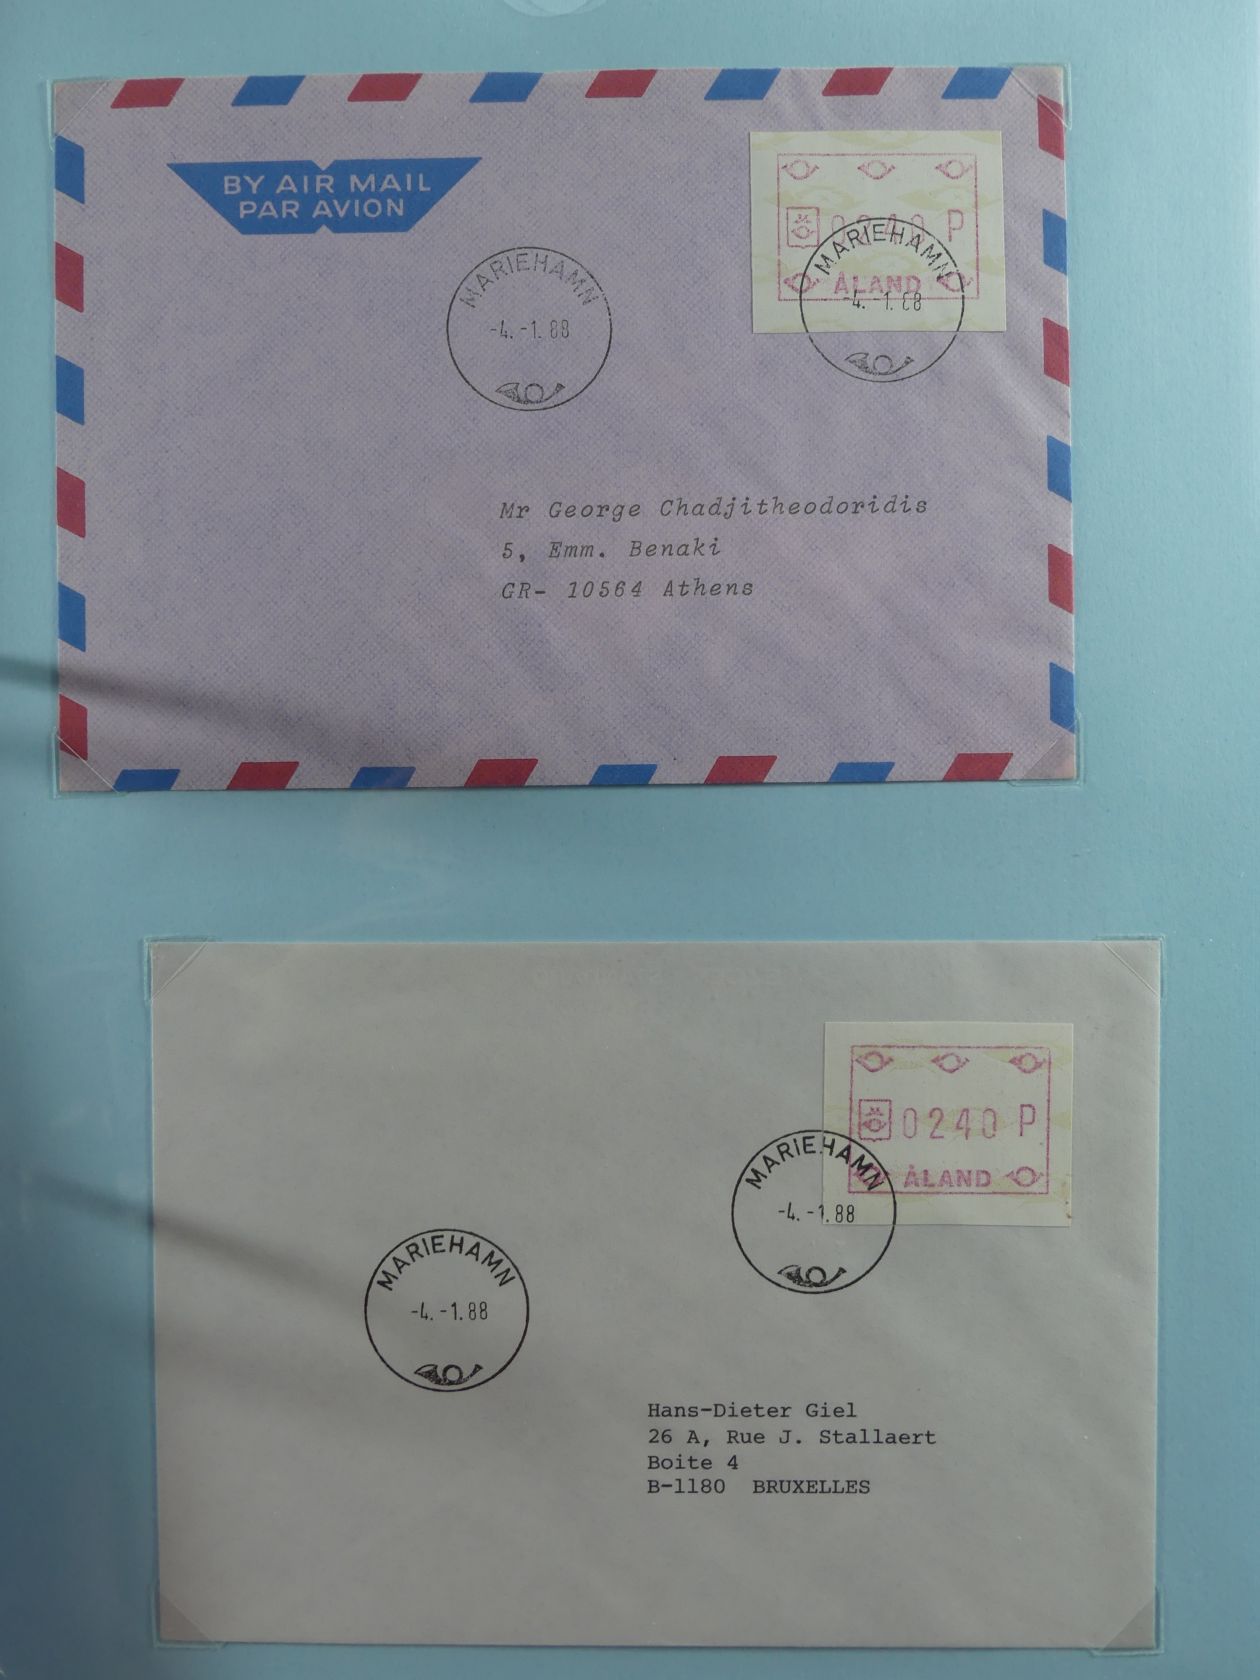 BY AIR MAIL
PAR AVION
0240 P
ÅLAND
MARIEHAMN
-4.-1.88
MARIEHAMN
-4.-1.88
Mr George Chadjitheodoridis
5, Emm. Benaki
GR- 10564 Athens
0240 P
ÅLAND
MARIEHAMN
-4.-1.88
MARIEHAMN
-4.-1.88
Hans-Dieter Giel
26 A, Rue J. Stallaert
Boite 4
B-1180 BRUXELLES